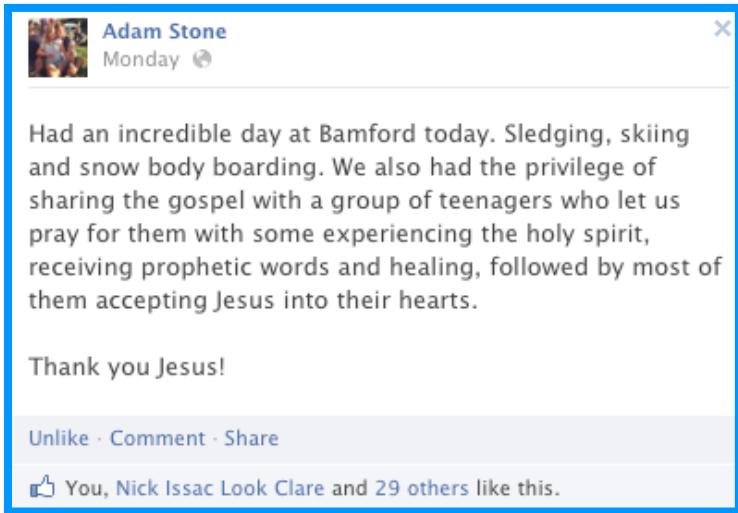 Adam Stone
Monday
Had an incredible day at Bamford today. Sledging, skiing
and snow body boarding. We also had the privilege of
sharing the gospel with a group of teenagers who let us
pray for them with some experiencing the holy spirit,
receiving prophetic words and healing, followed by most of
them accepting Jesus into their hearts.
Thank you Jesus!
Unlike · Comment · Share
You, Nick Issac Look Clare and 29 others like this.